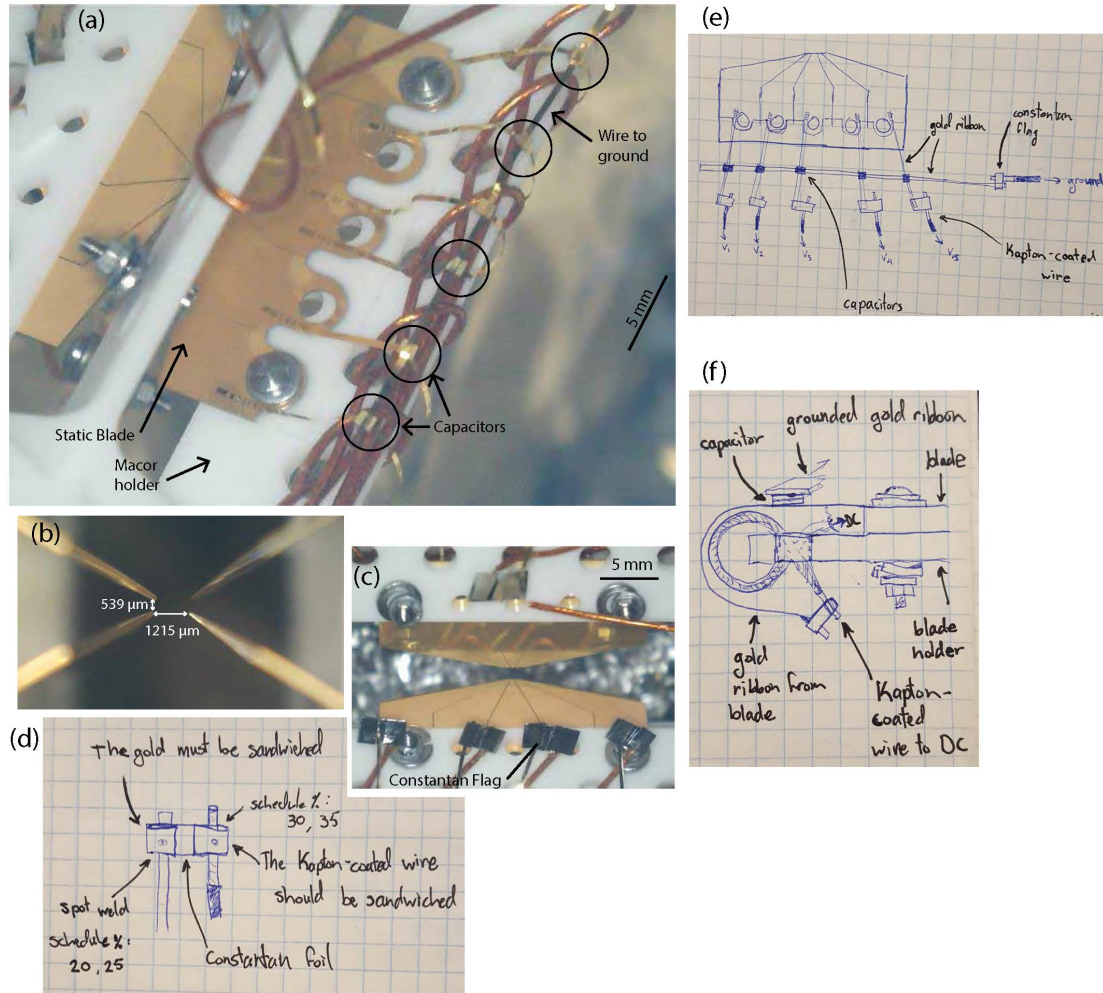 (a)
Wire to
ground
5 mm
Capacitors
Static Blade
Macor
holder
(b)
539 µm
1215 µm
(c)
5 mm
Constantan Flag
(d)
The gold must be sandwiched
schedule %:
30, 35
The Kapton-coated wire
should be sandwiched
spot weld
schedule %:
20, 25
Constantan foil
(e)
gold ribbon
constantan
flag
ground
V1
V2
V3
V4
V5
Kapton-coated
wire
capacitors
(f)
grounded gold ribbon
capacitor
blade
DC
blade
holder
gold
ribbon from
blade
Kapton-
coated
wire to DC